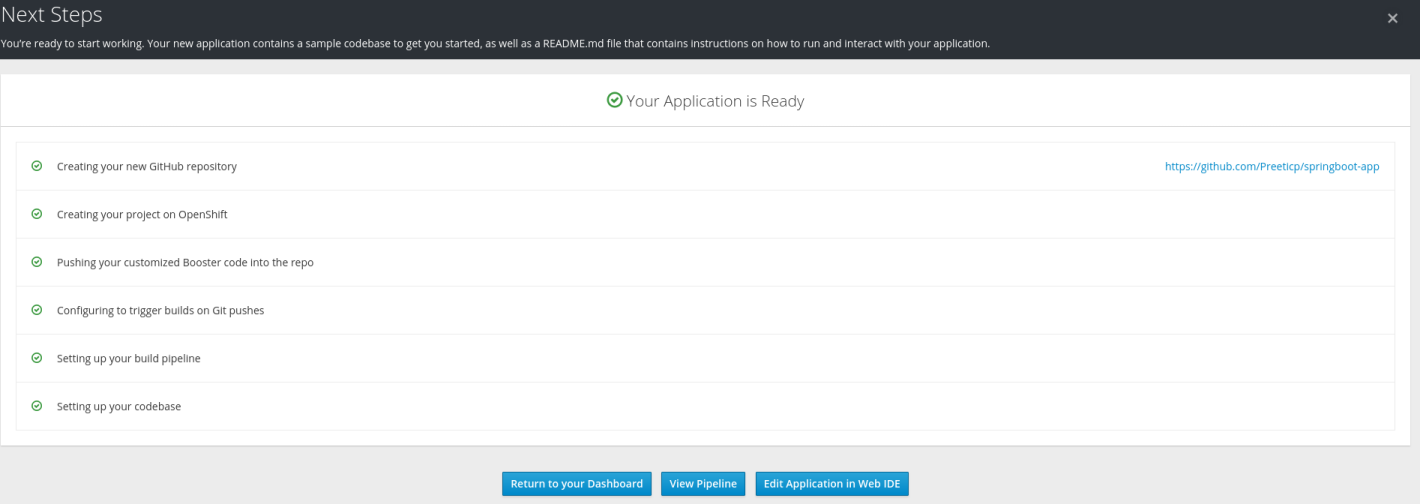 Next Steps
You're ready to start working. Your new application contains a sample codebase to get you started, as well as a README.md file that contains instructions on how to run and interact with your application.
Your Application is Ready
Creating your new GitHub repository https://github.com/Preeticp/springboot-app
Creating your project on OpenShift
Pushing your customized Booster code into the repo
Configuring to trigger builds on Git pushes
Setting up your build pipeline
Setting up your codebase
Return to your Dashboard View Pipeline Edit Application in Web IDE